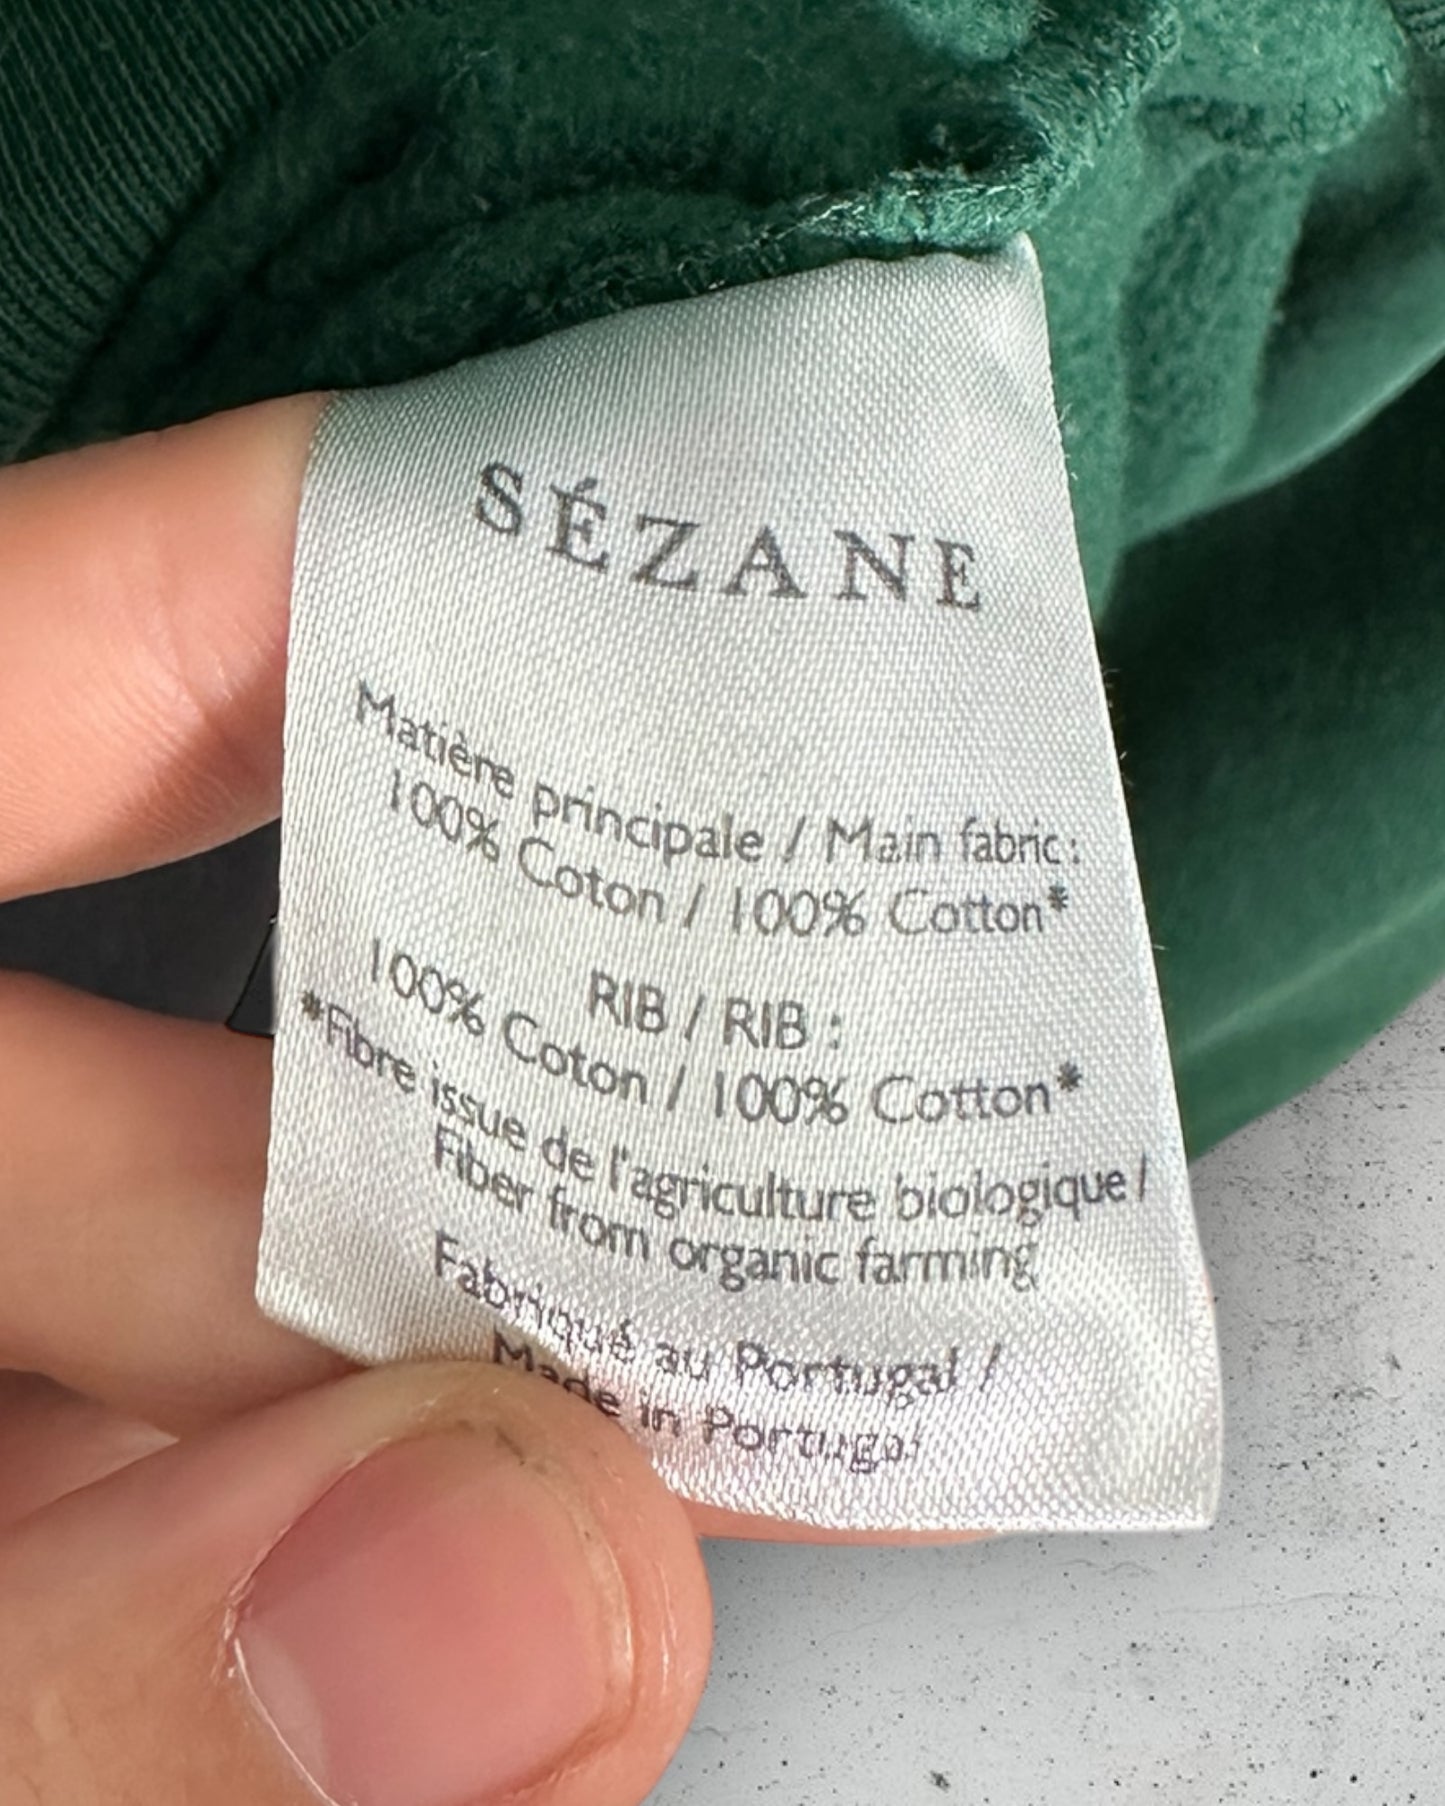 SÉZANE
Matière principale / Main fabric :
100% Coton / 100% Cotton*
RIB / RIB :
100% Coton / 100% Cotton*
*Fibre issue de l'agriculture biologique /
Fiber from organic farming
Fabriqué au Portugal /
Made in Portugal